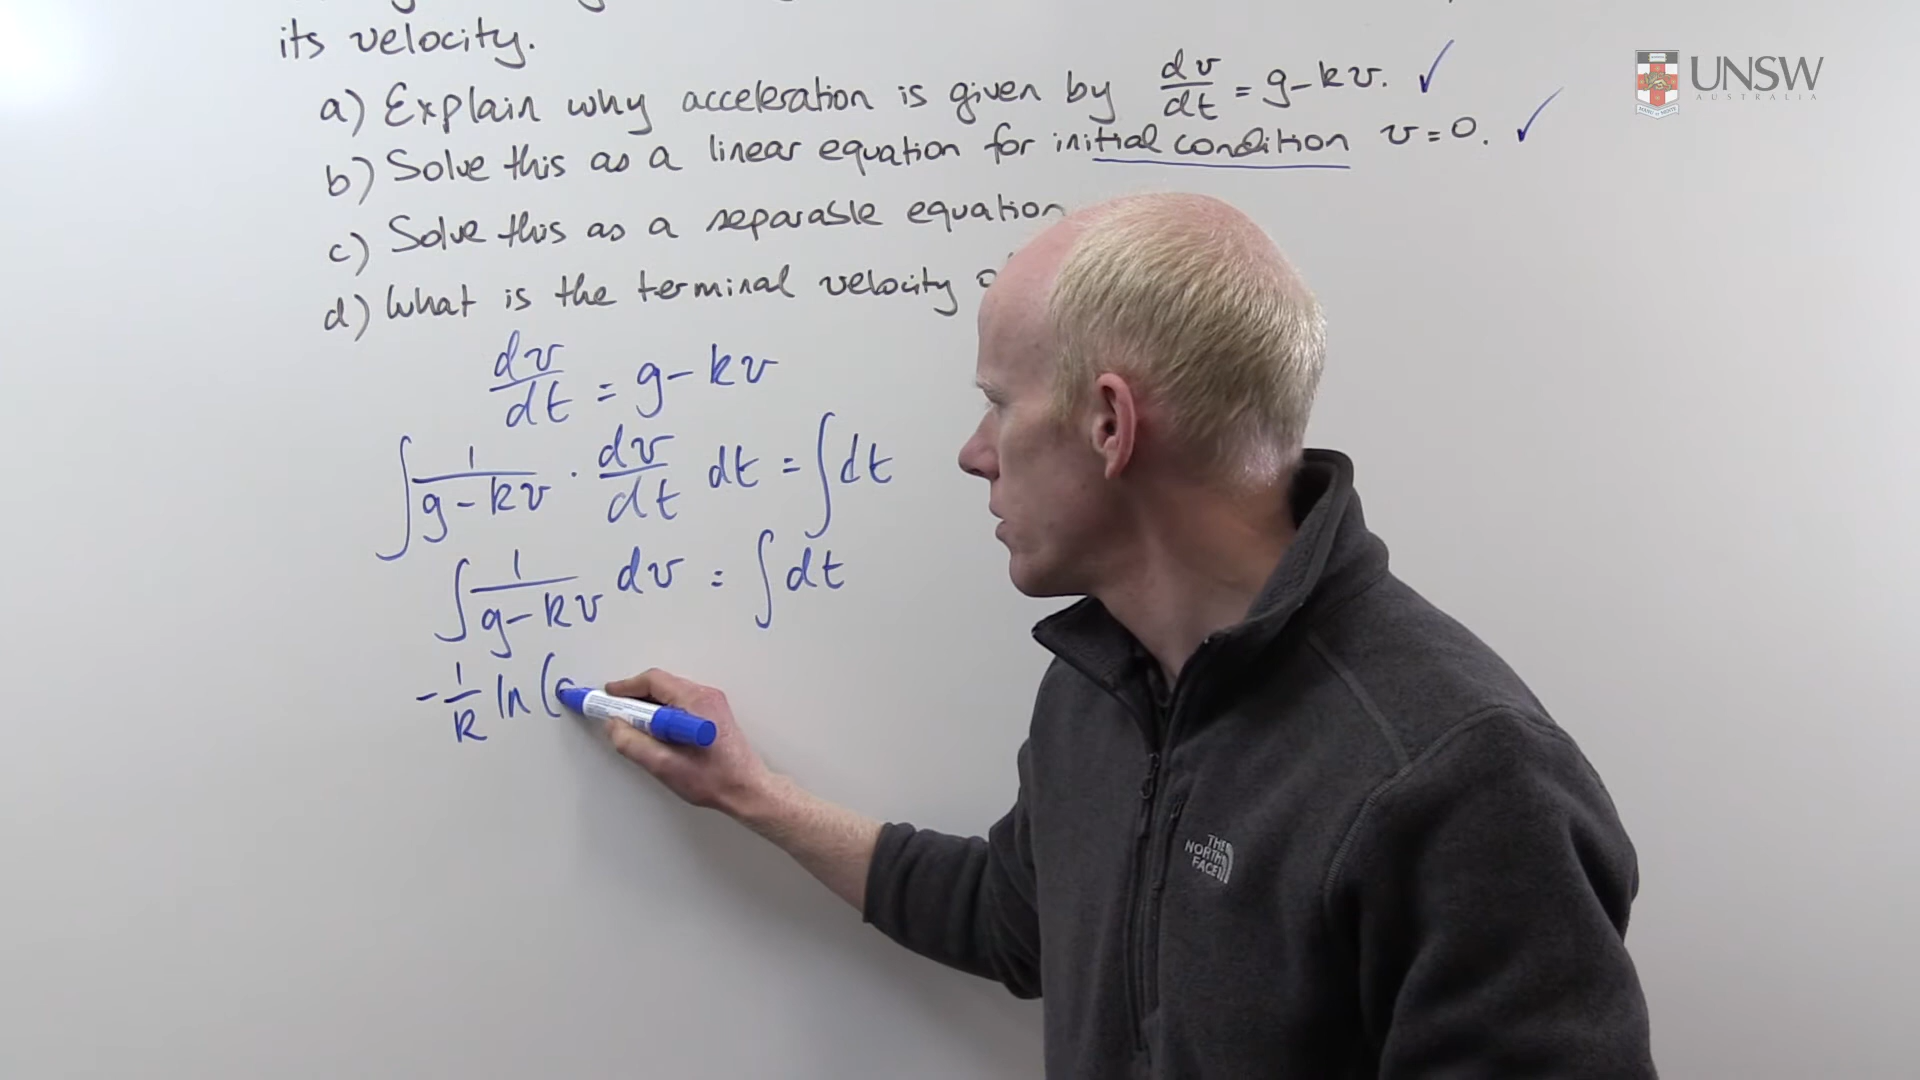 its velocity.
a) Explain why acceleration is given by dv/dt = g-kv. ✓
b) Solve this as a linear equation for initial condition v=0. ✓
c) Solve this as a separable equation
d) What is the terminal velocity
dv/dt = g-kv
∫ 1/(g-kv) · dv/dt dt = ∫dt
∫ 1/(g-kv) dv = ∫dt
-1/k ln (
UNSW
AUSTRALIA
THE
NORTH
FACE